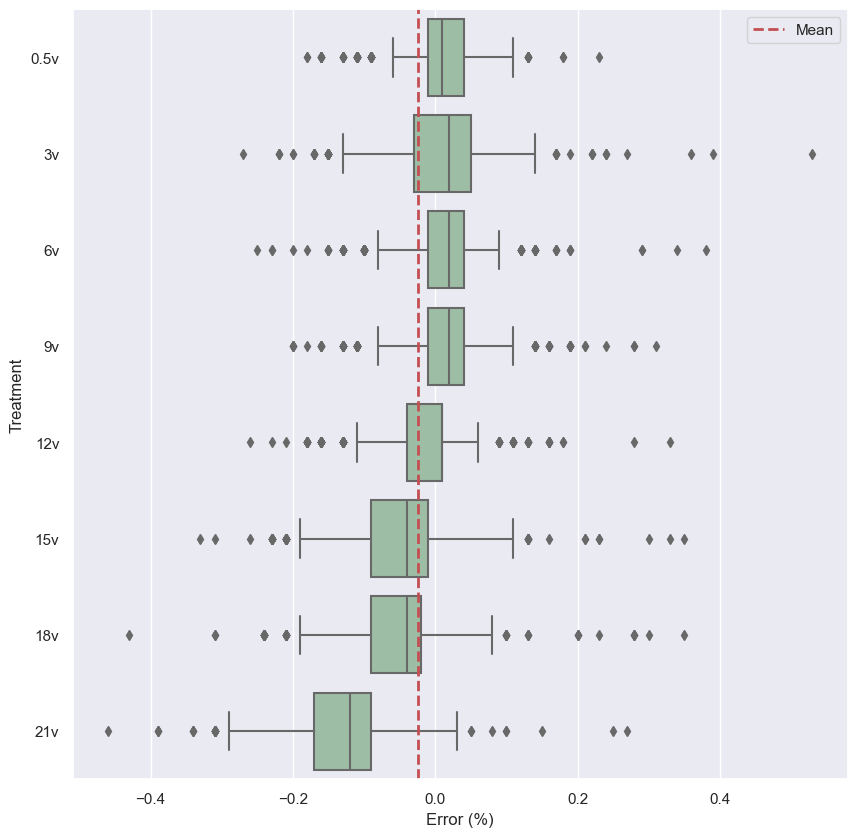 Mean
0.5v
3v
6v
9v
12v
15v
18v
21v
Treatment
−0.4 −0.2 0.0 0.2 0.4
Error (%)